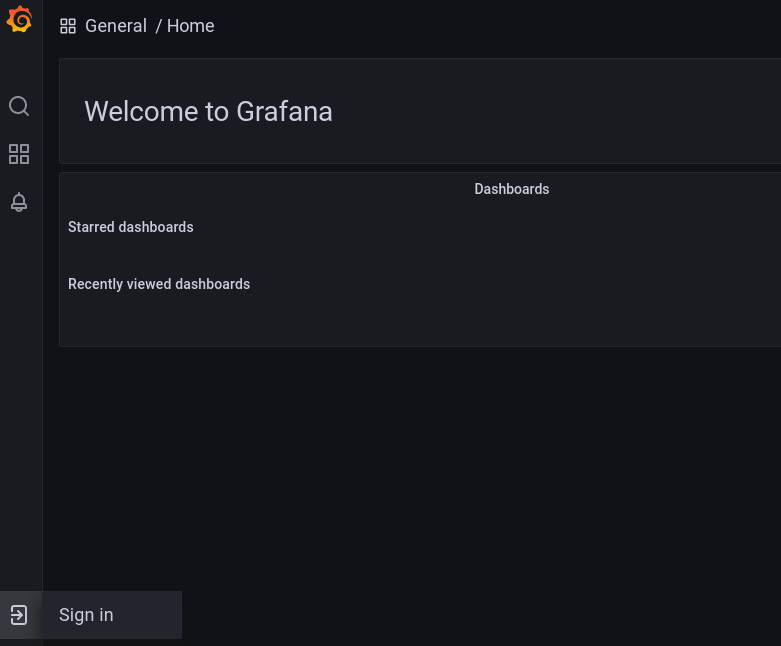 General / Home
Welcome to Grafana
Dashboards
Starred dashboards
Recently viewed dashboards
Sign in